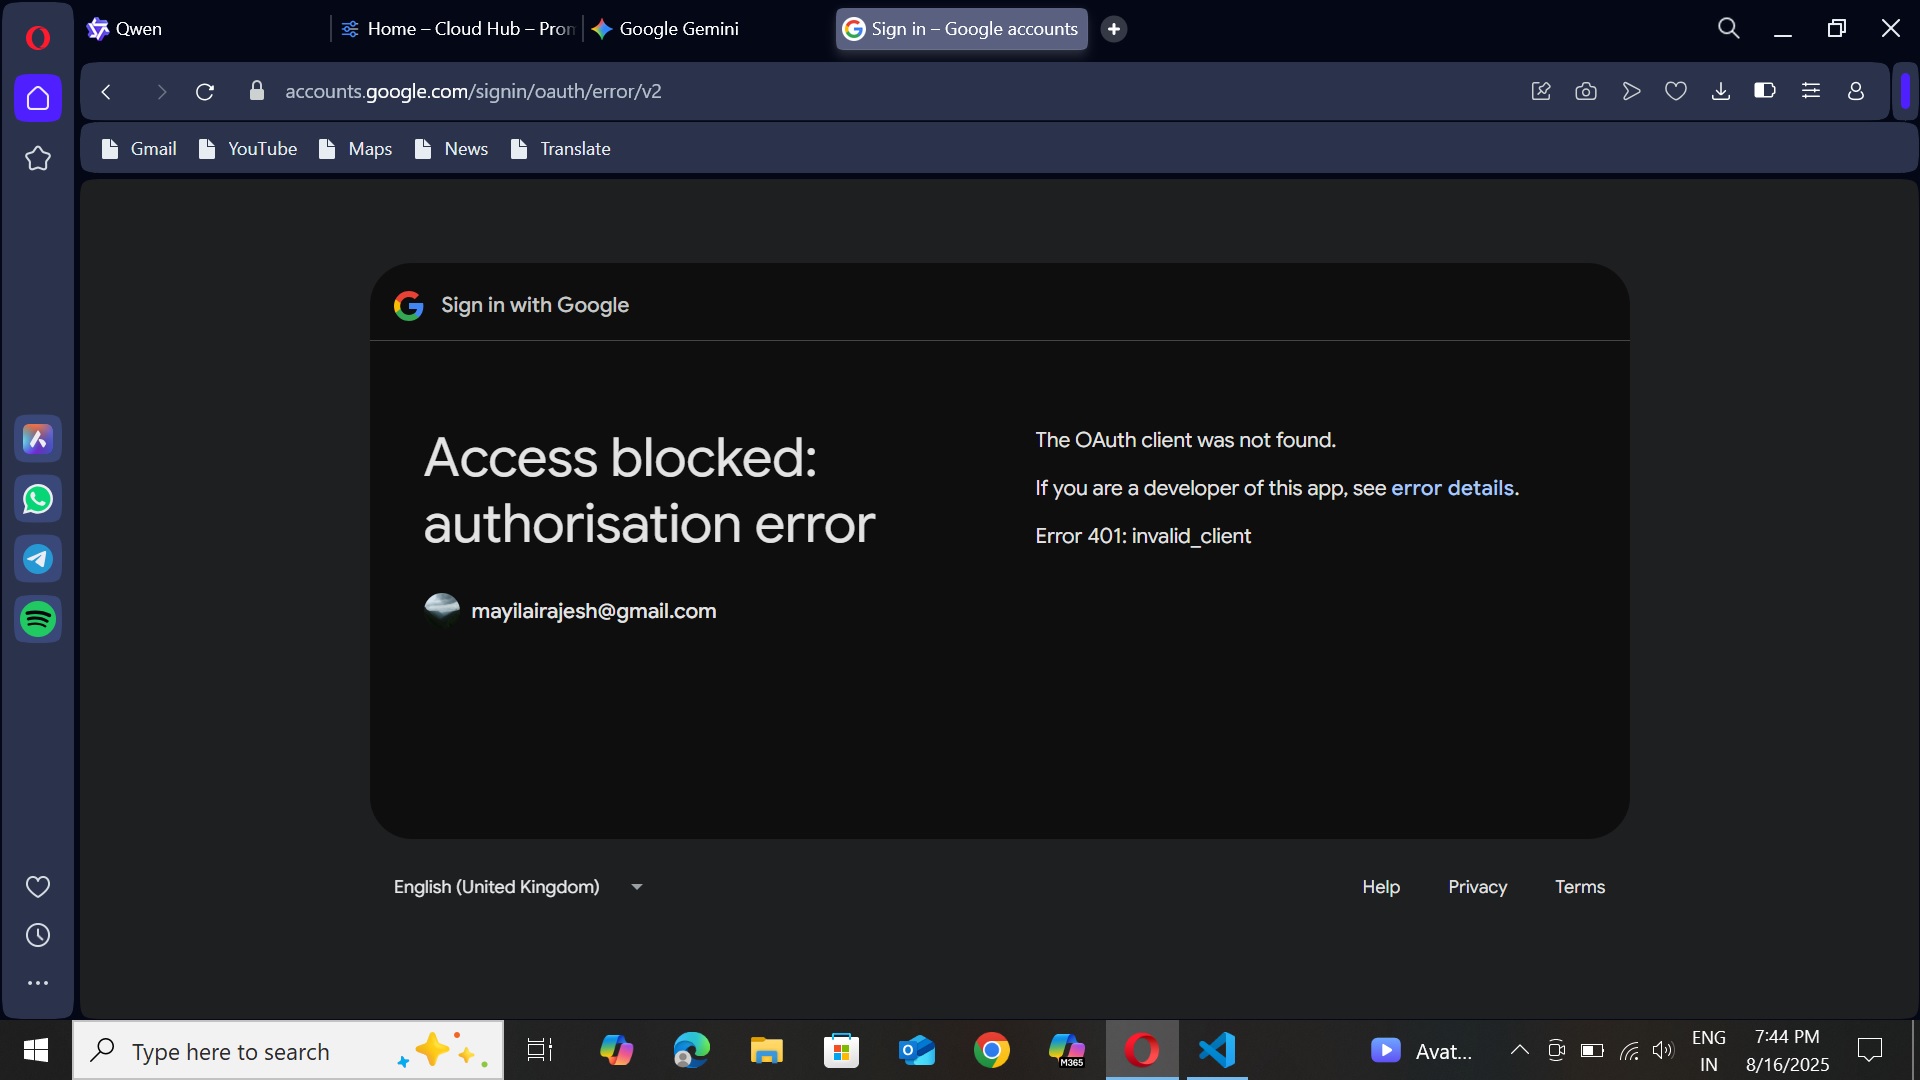 Qwen
Home – Cloud Hub – Pron
Google Gemini
Sign in – Google accounts
accounts.google.com/signin/oauth/error/v2
Gmail
YouTube
Maps
News
Translate
Sign in with Google
Access blocked:
authorisation error
mayilairajesh@gmail.com
The OAuth client was not found.
If you are a developer of this app, see error details.
Error 401: invalid_client
English (United Kingdom)
Help
Privacy
Terms
Type here to search
M365
Avat...
ENG
IN
7:44 PM
8/16/2025